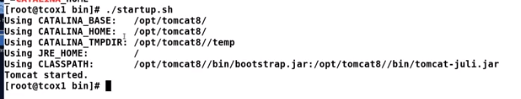 [root@tcox1 bin]# ./startup.sh
Using CATALINA_BASE:   /opt/tomcat8/
Using CATALINA_HOME:   /opt/tomcat8/
Using CATALINA_TMPDIR: /opt/tomcat8//temp
Using JRE_HOME:        /
Using CLASSPATH:       /opt/tomcat8//bin/bootstrap.jar:/opt/tomcat8//bin/tomcat-juli.jar
Tomcat started.
[root@tcox1 bin]#